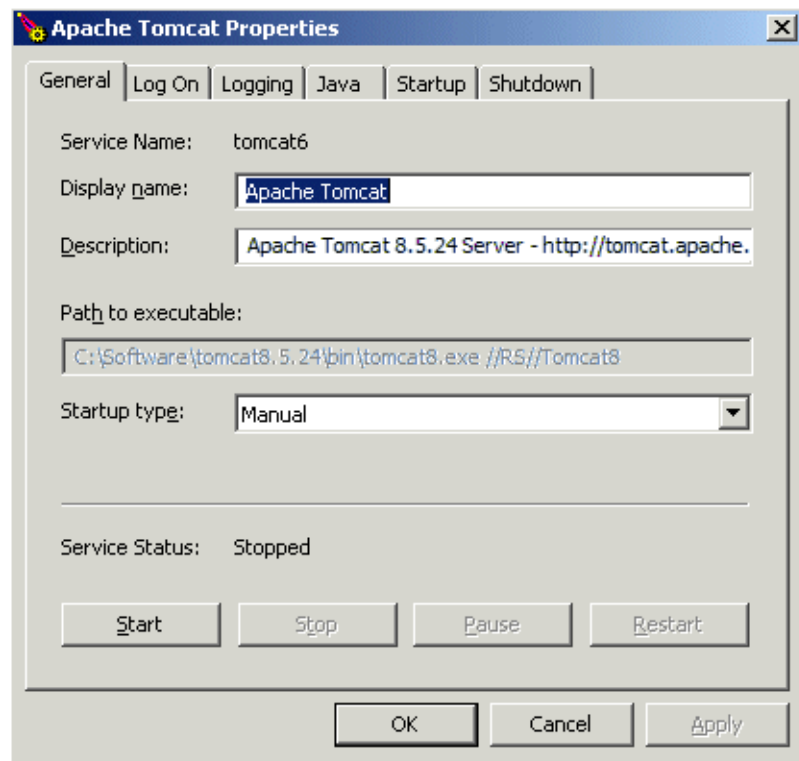 Apache Tomcat Properties
General Log On Logging Java Startup Shutdown
Service Name: tomcat6
Display name: Apache Tomcat
Description: Apache Tomcat 8.5.24 Server - http://tomcat.apache.
Path to executable:
C:\Software\tomcat8.5.24\bin\tomcat8.exe //RS//Tomcat8
Startup type: Manual
Service Status: Stopped
Start Stop Pause Restart
OK Cancel Apply